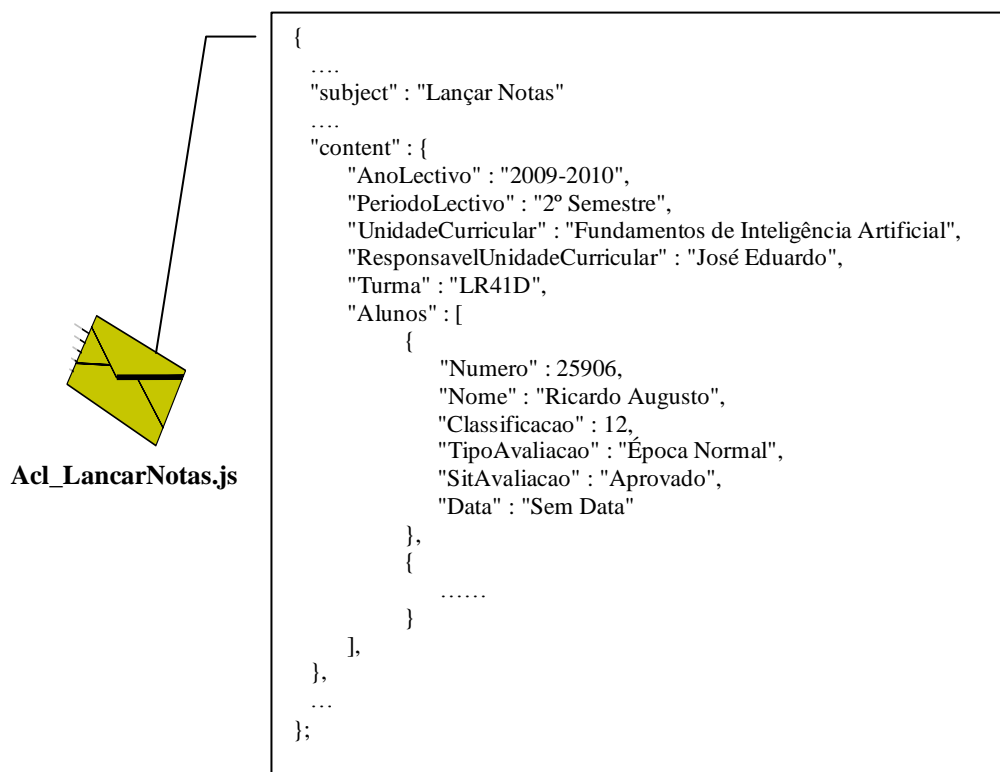 {
….
"subject" : "Lançar Notas"
….
"content" : {
"AnoLectivo" : "2009-2010",
"PeriodoLectivo" : "2º Semestre",
"UnidadeCurricular" : "Fundamentos de Inteligência Artificial",
"ResponsavelUnidadeCurricular" : "José Eduardo",
"Turma" : "LR41D",
"Alunos" : [
{
"Numero" : 25906,
"Nome" : "Ricardo Augusto",
"Classificacao" : 12,
"TipoAvaliacao" : "Época Normal",
"SitAvaliacao" : "Aprovado",
"Data" : "Sem Data"
},
{
……
}
],
},
…
};
Acl_LancarNotas.js